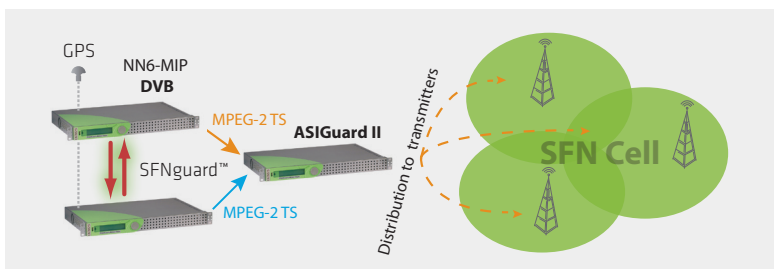 GPS
NN6-MIP
DVB
MPEG-2 TS
ASIGuard II
SFNguard™
MPEG-2 TS
Distribution to transmitters
SFN Cell